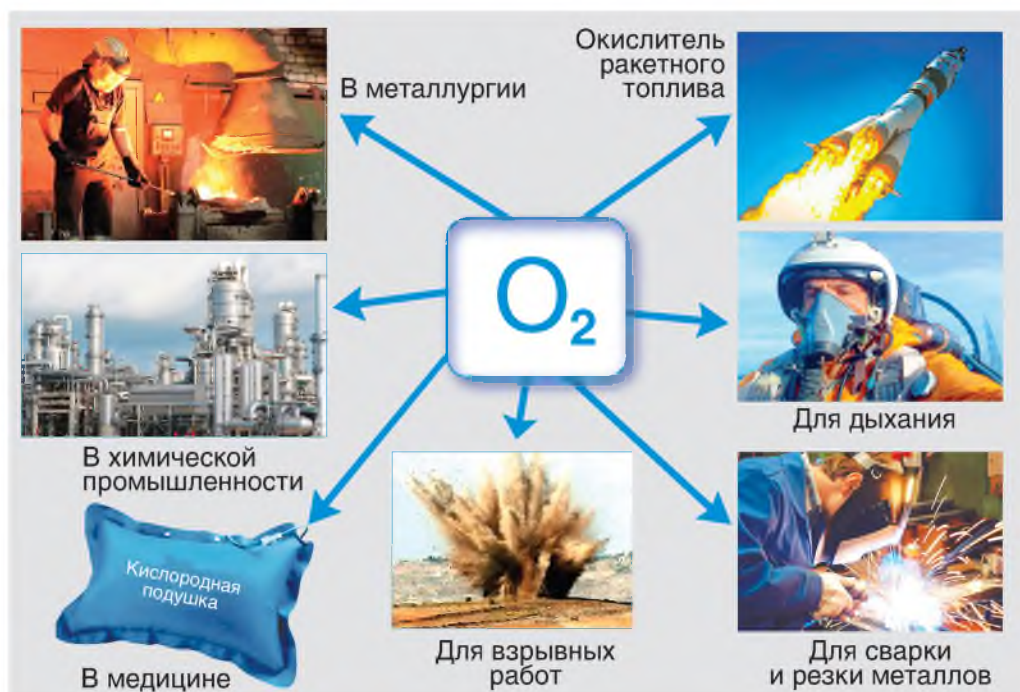 В металлургии
Окислитель
ракетного
топлива
O₂
Для дыхания
В химической
промышленности
Кислородная
подушка
В медицине
Для взрывных
работ
Для сварки
и резки металлов